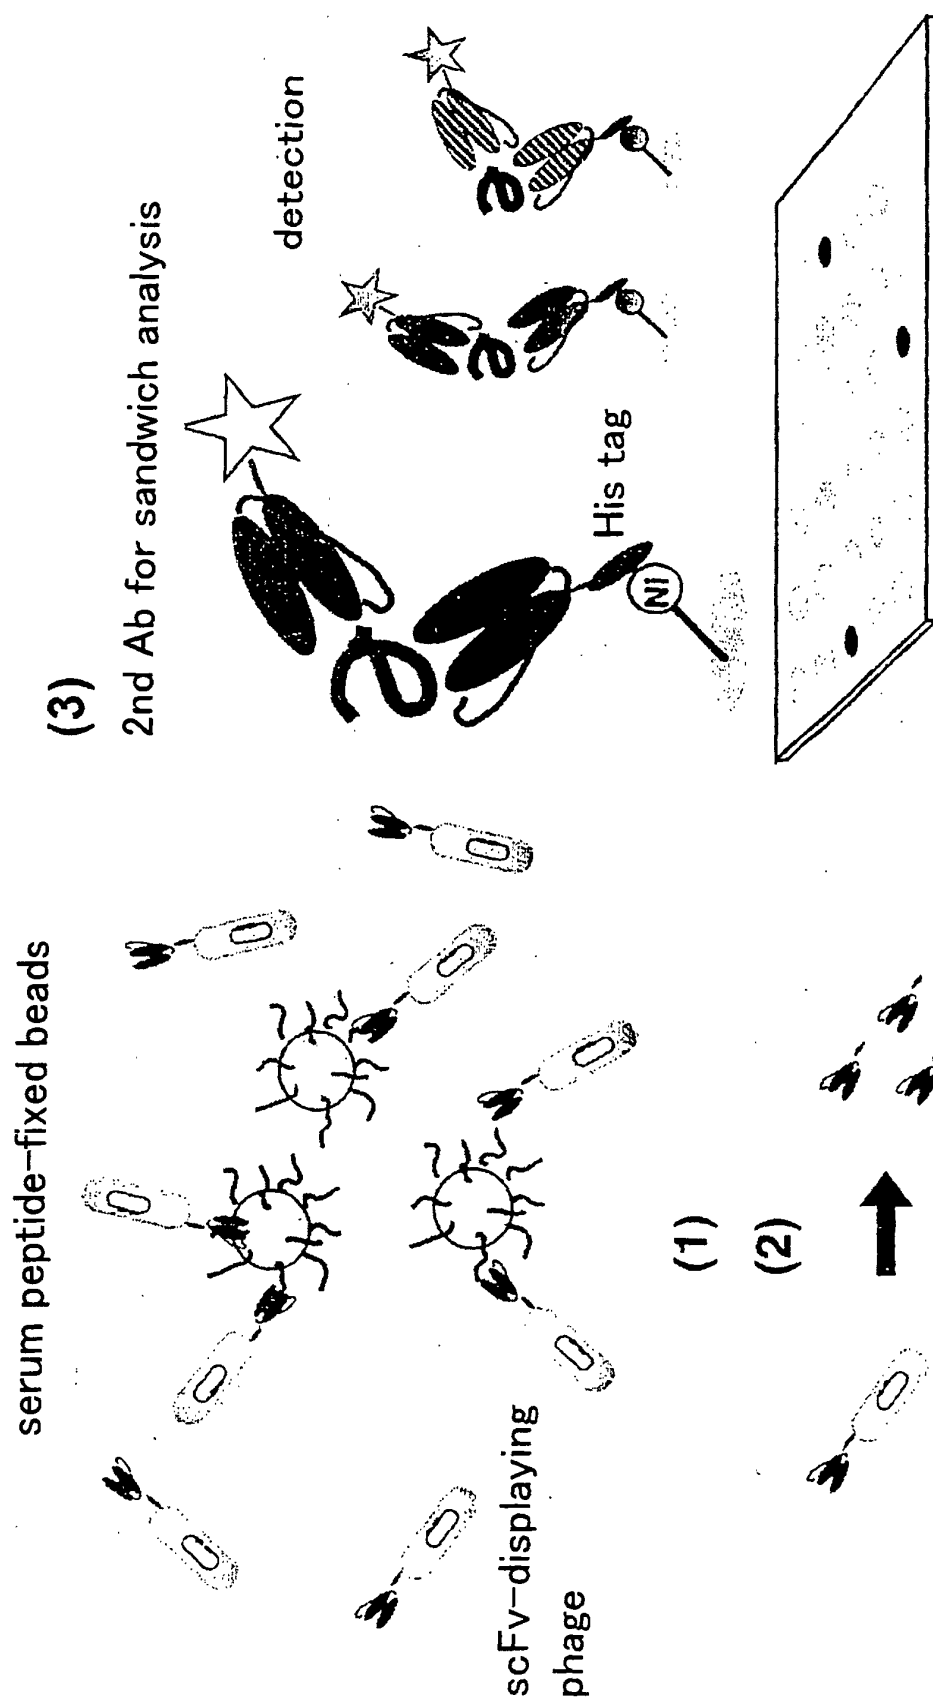 serum peptide-fixed beads
scFv-displaying
phage
(1)
(2)
(3)
2nd Ab for sandwich analysis
detection
His tag
Ni